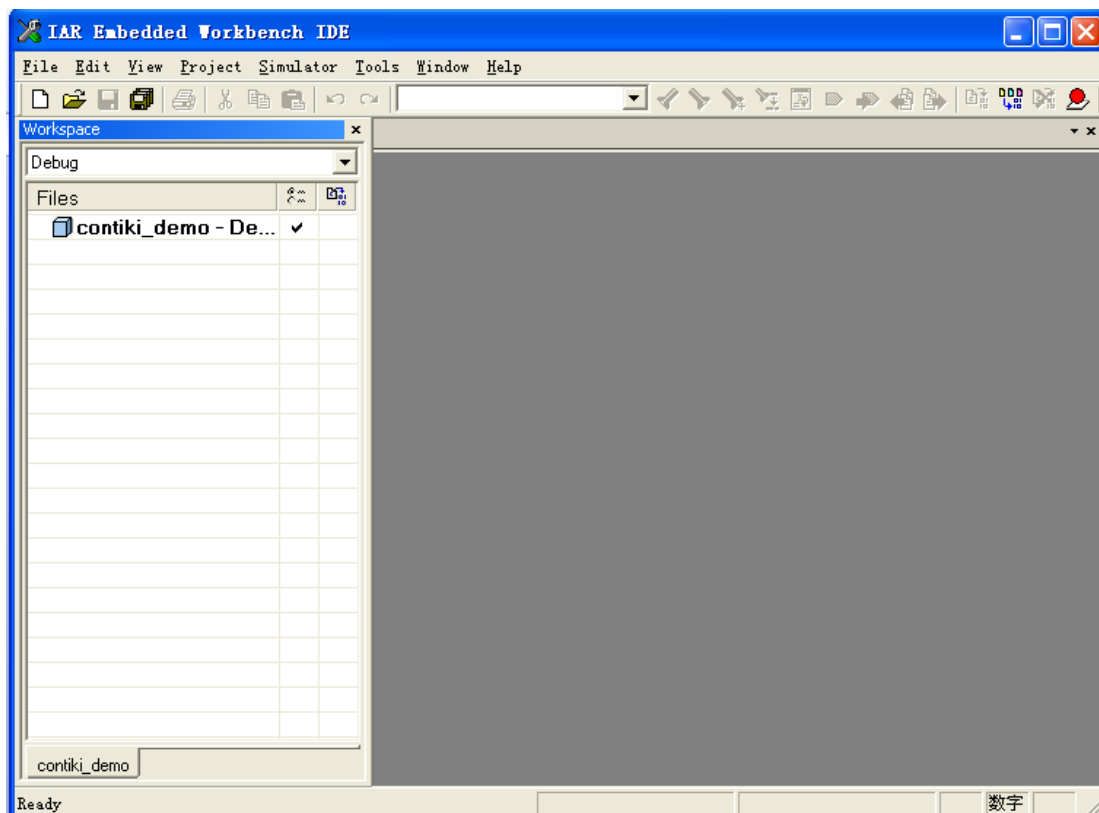 IAR Embedded Workbench IDE
File Edit View Project Simulator Tools Window Help
Workspace
Debug
Files
contiki_demo - De...
contiki_demo
Ready
数字